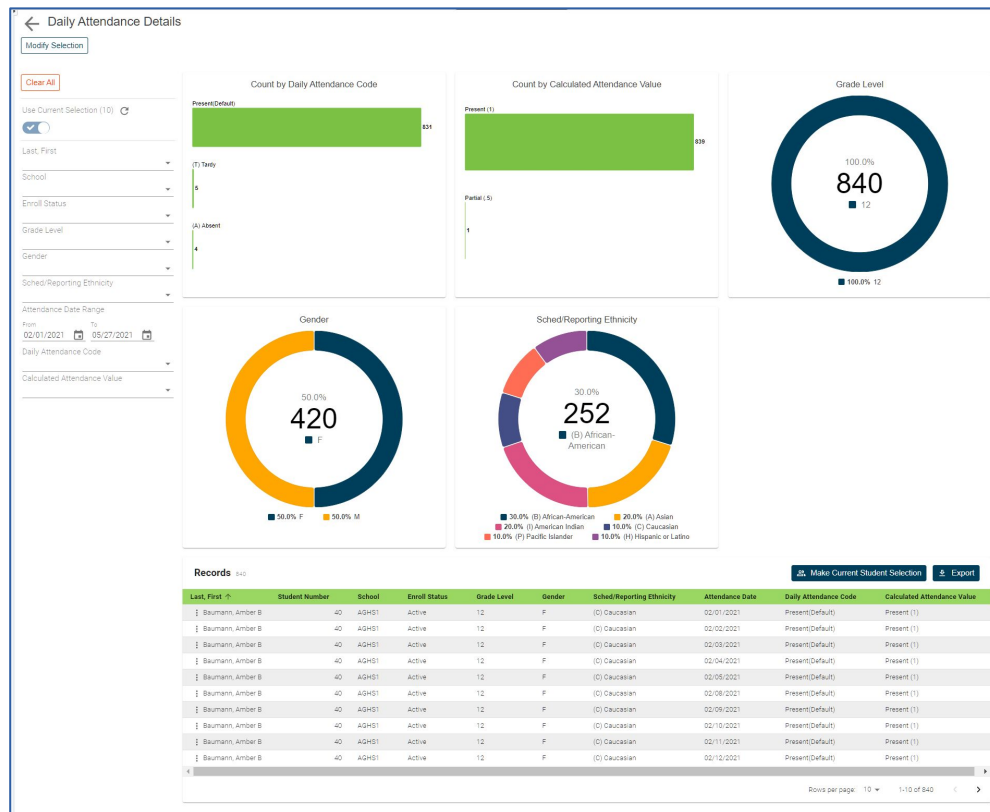 Daily Attendance Details
Modify Selection
Clear All
Use Current Selection (10)
Last, First
School
Enroll Status
Grade Level
Gender
Sched/Reporting Ethnicity
Attendance Date Range
From To
02/01/2021 05/27/2021
Daily Attendance Code
Calculated Attendance Value
Count by Daily Attendance Code
Present(Default)
831
(T) Tardy
5
(A) Absent
4
Count by Calculated Attendance Value
Present (1)
839
Partial (.5)
1
Grade Level
100.0%
840
12
100.0% 12
Gender
50.0%
420
F
50.0% F 50.0% M
Sched/Reporting Ethnicity
30.0%
252
(B) African-
American
30.0% (B) African-American 20.0% (A) Asian
20.0% (I) American Indian 10.0% (C) Caucasian
10.0% (P) Pacific Islander 10.0% (H) Hispanic or Latino
Records 840 Make Current Student Selection Export
Last, First Student Number School Enroll Status Grade Level Gender Sched/Reporting Ethnicity Attendance Date Daily Attendance Code Calculated Attendance Value
Baumann, Amber B 40 AGHS1 Active 12 F (C) Caucasian 02/01/2021 Present(Default) Present (1)
Baumann, Amber B 40 AGHS1 Active 12 F (C) Caucasian 02/02/2021 Present(Default) Present (1)
Baumann, Amber B 40 AGHS1 Active 12 F (C) Caucasian 02/03/2021 Present(Default) Present (1)
Baumann, Amber B 40 AGHS1 Active 12 F (C) Caucasian 02/04/2021 Present(Default) Present (1)
Baumann, Amber B 40 AGHS1 Active 12 F (C) Caucasian 02/05/2021 Present(Default) Present (1)
Baumann, Amber B 40 AGHS1 Active 12 F (C) Caucasian 02/08/2021 Present(Default) Present (1)
Baumann, Amber B 40 AGHS1 Active 12 F (C) Caucasian 02/09/2021 Present(Default) Present (1)
Baumann, Amber B 40 AGHS1 Active 12 F (C) Caucasian 02/10/2021 Present(Default) Present (1)
Baumann, Amber B 40 AGHS1 Active 12 F (C) Caucasian 02/11/2021 Present(Default) Present (1)
Baumann, Amber B 40 AGHS1 Active 12 F (C) Caucasian 02/12/2021 Present(Default) Present (1)
Rows per page: 10 1-10 of 840